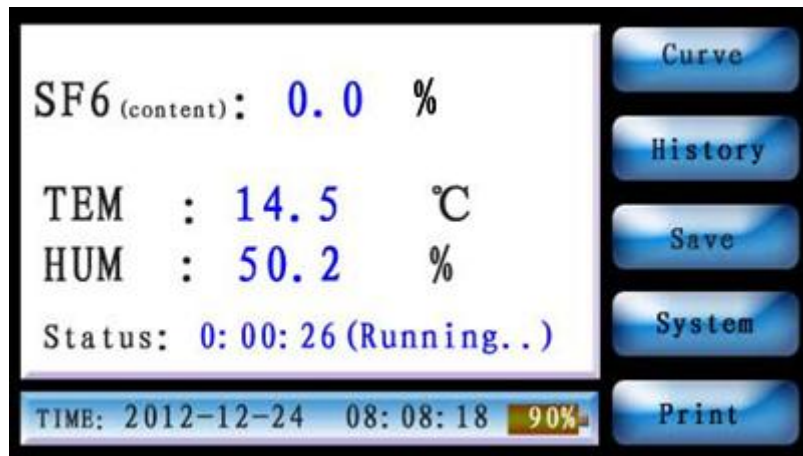 SF6(content): 0.0 %
TEM : 14.5 ℃
HUM : 50.2 %
Status: 0:00:26(Running..)
TIME: 2012-12-24 08:08:18 90%
Curve
History
Save
System
Print